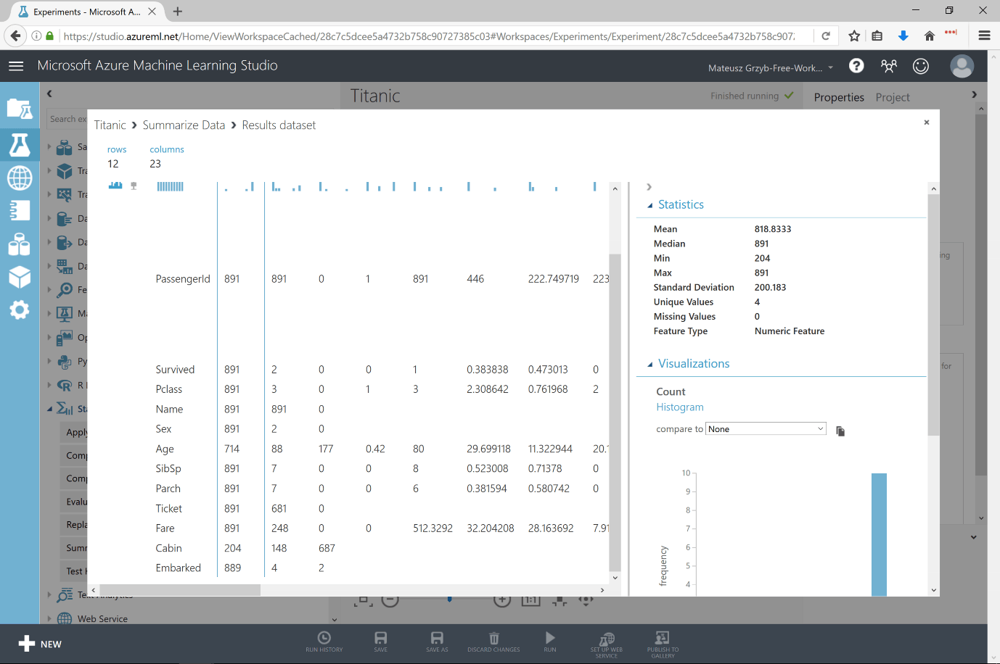 Experiments - Microsoft A...
https://studio.azureml.net/Home/ViewWorkspaceCached/28c7c5dcee5a4732b758c90727385c03#Workspaces/Experiments/Experiment/28c7c5dcee5a4732b758c907
Microsoft Azure Machine Learning Studio
Mateusz Grzyb-Free-Work...
Titanic
Finished running
Properties Project
Search ex
Titanic > Summarize Data > Results dataset
rows columns
12 23
Sa
Tra
Tra
Da
Da
Da
Fe
Ma
Op
Py
R
Sta
Apply
Comp
Comp
Evalu
Repla
Summ
Test
Text Analytics
Web Service
PassengerId 891 891 0 1 891 446 222.749719 223
Survived 891 2 0 0 1 0.383838 0.473013 0
Pclass 891 3 0 1 3 2.308642 0.761968 2
Name 891 891 0
Sex 891 2 0
Age 714 88 177 0.42 80 29.699118 11.322944 20.
SibSp 891 7 0 0 8 0.523008 0.71378 0
Parch 891 7 0 0 6 0.381594 0.580742 0
Ticket 891 681 0
Fare 891 248 0 0 512.3292 32.204208 28.163692 7.91
Cabin 204 148 687
Embarked 889 4 2
Statistics
Mean 818.8333
Median 891
Min 204
Max 891
Standard Deviation 200.183
Unique Values 4
Missing Values 0
Feature Type Numeric Feature
Visualizations
Count
Histogram
compare to None
10
9
8
7
6
5
4
frequency
ing
for
1:1
NEW
RUN HISTORY
SAVE
SAVE AS
DISCARD CHANGES
RUN
SET UP WEB
SERVICE
PUBLISH TO
GALLERY